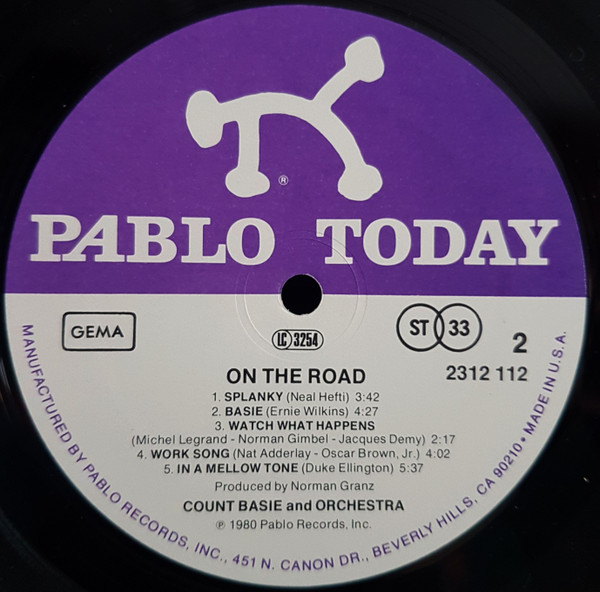 ®
PABLO TODAY
GEMA
LC 3254
ST 33
2
2312 112
ON THE ROAD
1. SPLANKY (Neal Hefti) 3:42
2. BASIE (Ernie Wilkins) 4:27
3. WATCH WHAT HAPPENS
(Michel Legrand - Norman Gimbel - Jacques Demy) 2:17
4. WORK SONG (Nat Adderlay - Oscar Brown, Jr.) 4:02
5. IN A MELLOW TONE (Duke Ellington) 5:37
Produced by Norman Granz
COUNT BASIE and ORCHESTRA
℗ 1980 Pablo Records, Inc.
MANUFACTURED BY PABLO RECORDS, INC., 451 N. CANON DR., BEVERLY HILLS, CA 90210 • MADE IN U.S.A.